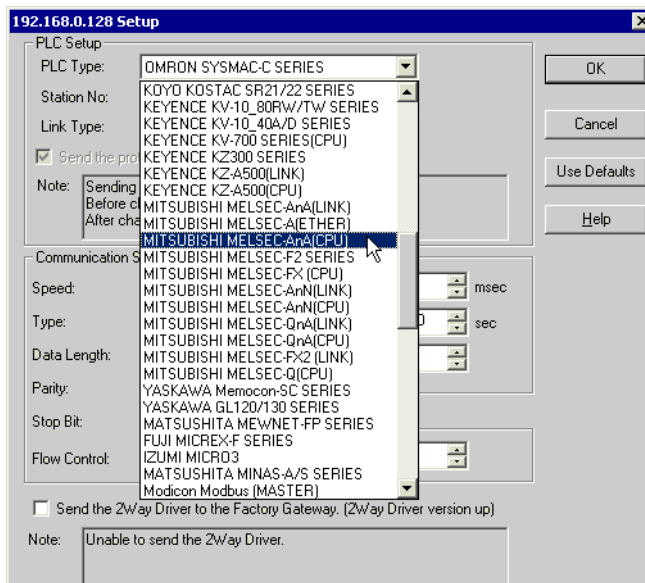 192.168.0.128 Setup
PLC Setup
PLC Type: OMRON SYSMAC-C SERIES
OK
Station No:
Link Type:
Cancel
Send the pro
Use Defaults
Note: Sending
Before c
After cha
Help
KOYO KOSTAC SR21/22 SERIES
KEYENCE KV-10_80RW/TW SERIES
KEYENCE KV-10_40A/D SERIES
KEYENCE KV-700 SERIES(CPU)
KEYENCE KZ300 SERIES
KEYENCE KZ-A500(LINK)
KEYENCE KZ-A500(CPU)
MITSUBISHI MELSEC-AnA(LINK)
MITSUBISHI MELSEC-A(ETHER)
MITSUBISHI MELSEC-AnA(CPU)
MITSUBISHI MELSEC-F2 SERIES
MITSUBISHI MELSEC-FX (CPU)
MITSUBISHI MELSEC-AnN(LINK)
MITSUBISHI MELSEC-AnN(CPU)
MITSUBISHI MELSEC-QnA(LINK)
MITSUBISHI MELSEC-QnA(CPU)
MITSUBISHI MELSEC-FX2 (LINK)
MITSUBISHI MELSEC-Q(CPU)
YASKAWA Memocon-SC SERIES
YASKAWA GL120/130 SERIES
MATSUSHITA MEWNET-FP SERIES
FUJI MICREX-F SERIES
IZUMI MICRO3
MATSUSHITA MINAS-A/S SERIES
Modicon Modbus (MASTER)
Communication S
Speed:
msec
Type:
sec
Data Length:
Parity:
Stop Bit:
Flow Control:
Send the 2Way Driver to the Factory Gateway. (2Way Driver version up)
Note: Unable to send the 2Way Driver.